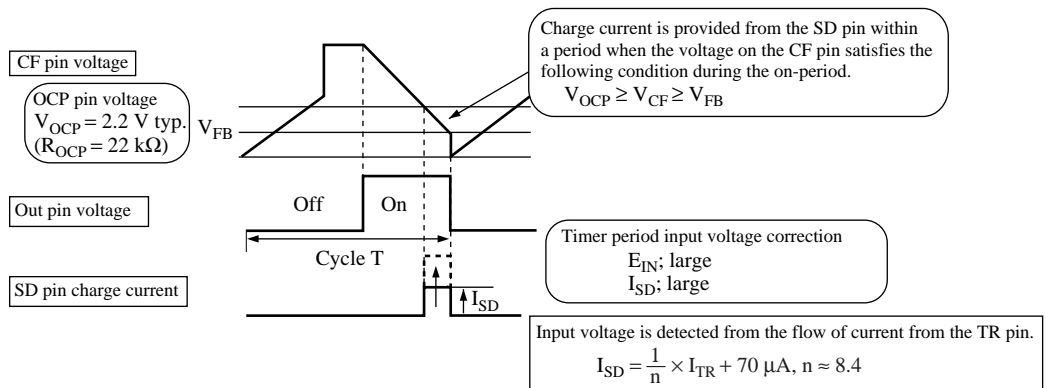 CF pin voltage
OCP pin voltage
V_OCP = 2.2 V typ.
(R_OCP = 22 kΩ)
V_FB
Charge current is provided from the SD pin within
a period when the voltage on the CF pin satisfies the
following condition during the on-period.
V_OCP ≥ V_CF ≥ V_FB
Out pin voltage
Off
On
Cycle T
SD pin charge current
I_SD
Timer period input voltage correction
E_IN; large
I_SD; large
Input voltage is detected from the flow of current from the TR pin.
I_SD = 1/n × I_TR + 70 μA, n ≈ 8.4